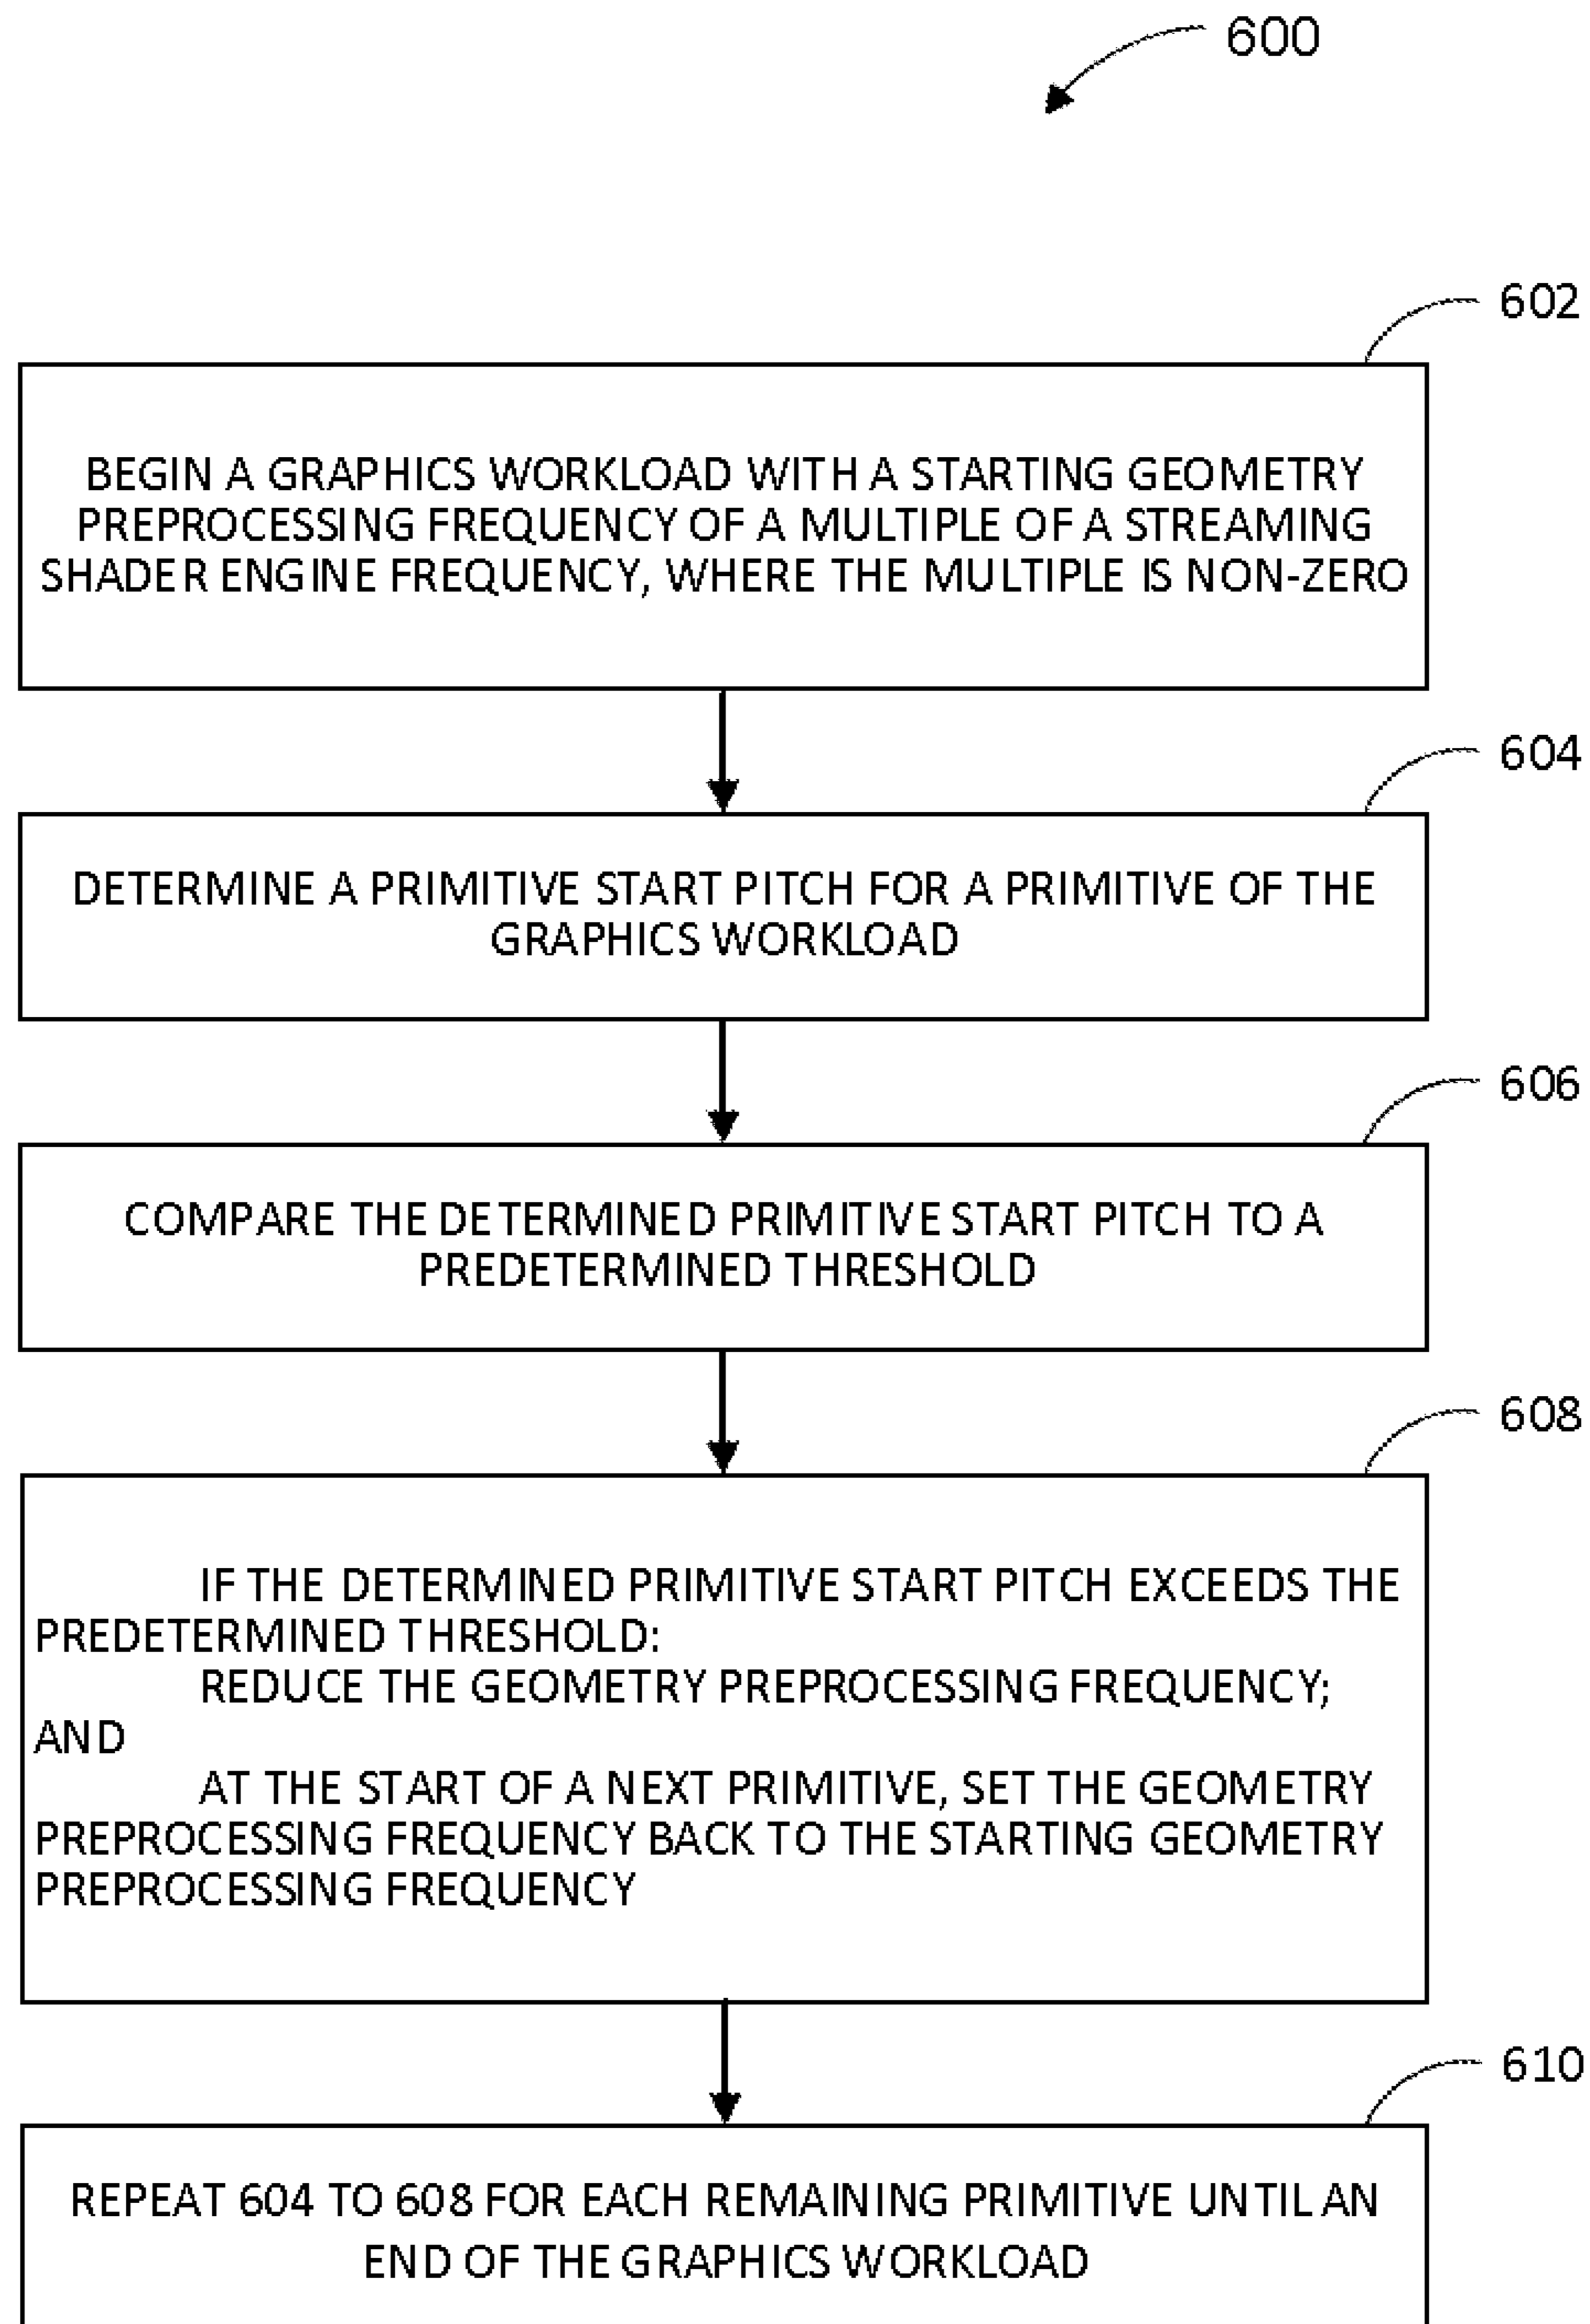 600
602
BEGIN A GRAPHICS WORKLOAD WITH A STARTING GEOMETRY
PREPROCESSING FREQUENCY OF A MULTIPLE OF A STREAMING
SHADER ENGINE FREQUENCY, WHERE THE MULTIPLE IS NON-ZERO
604
DETERMINE A PRIMITIVE START PITCH FOR A PRIMITIVE OF THE
GRAPHICS WORKLOAD
606
COMPARE THE DETERMINED PRIMITIVE START PITCH TO A
PREDETERMINED THRESHOLD
608
IF THE DETERMINED PRIMITIVE START PITCH EXCEEDS THE
PREDETERMINED THRESHOLD:
REDUCE THE GEOMETRY PREPROCESSING FREQUENCY;
AND
AT THE START OF A NEXT PRIMITIVE, SET THE GEOMETRY
PREPROCESSING FREQUENCY BACK TO THE STARTING GEOMETRY
PREPROCESSING FREQUENCY
610
REPEAT 604 TO 608 FOR EACH REMAINING PRIMITIVE UNTIL AN
END OF THE GRAPHICS WORKLOAD